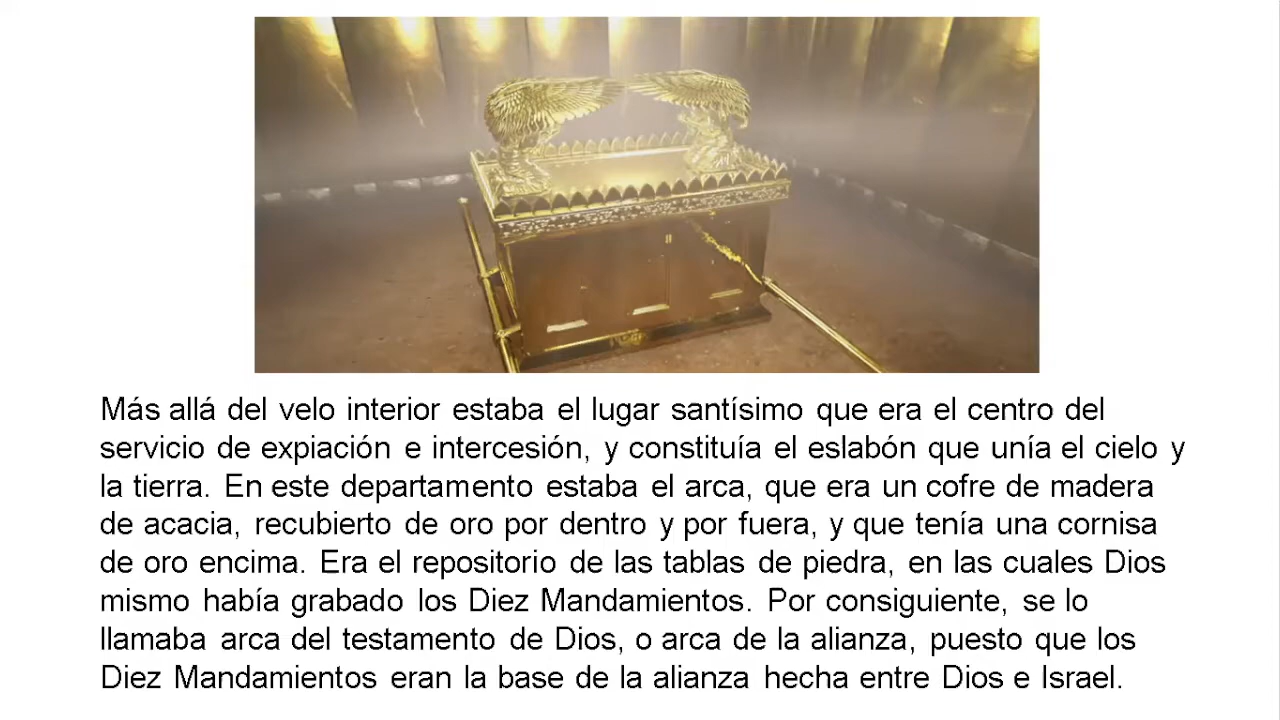 Más allá del velo interior estaba el lugar santísimo que era el centro del
servicio de expiación e intercesión, y constituía el eslabón que unía el cielo y
la tierra. En este departamento estaba el arca, que era un cofre de madera
de acacia, recubierto de oro por dentro y por fuera, y que tenía una cornisa
de oro encima. Era el repositorio de las tablas de piedra, en las cuales Dios
mismo había grabado los Diez Mandamientos. Por consiguiente, se lo
llamaba arca del testamento de Dios, o arca de la alianza, puesto que los
Diez Mandamientos eran la base de la alianza hecha entre Dios e Israel.